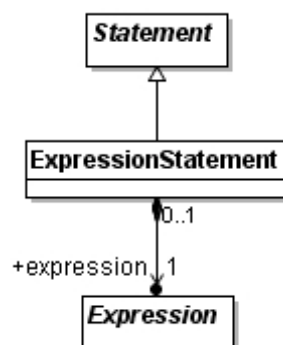 Statement
ExpressionStatement
0..1
+expression 1
Expression